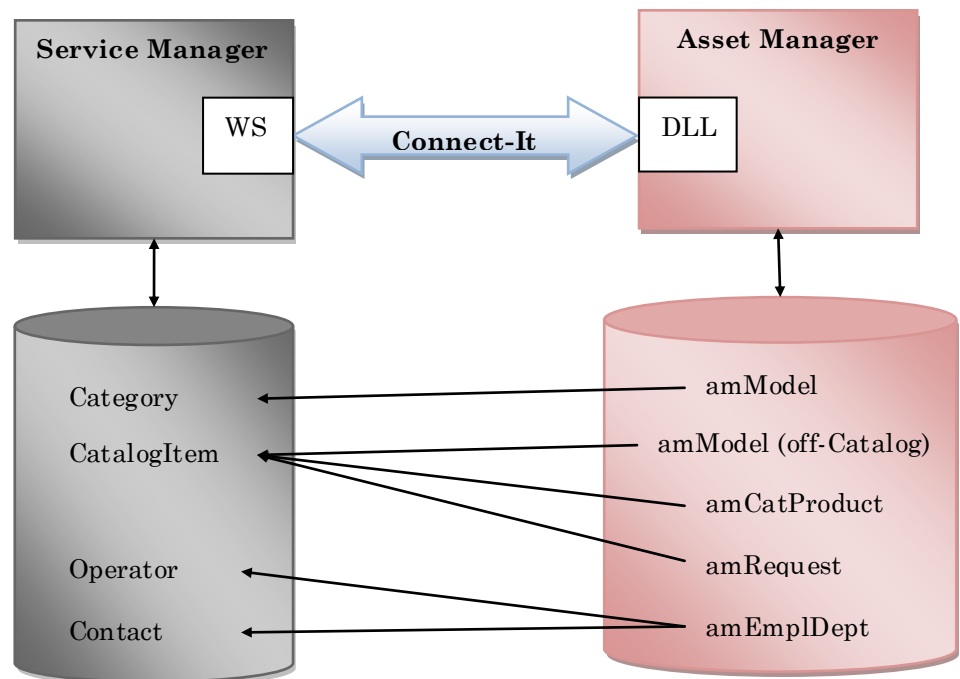 Service Manager
Asset Manager
WS
Connect-It
DLL
Category
amModel
CatalogItem
amModel (off-Catalog)
amCatProduct
Operator
amRequest
Contact
amEmplDept